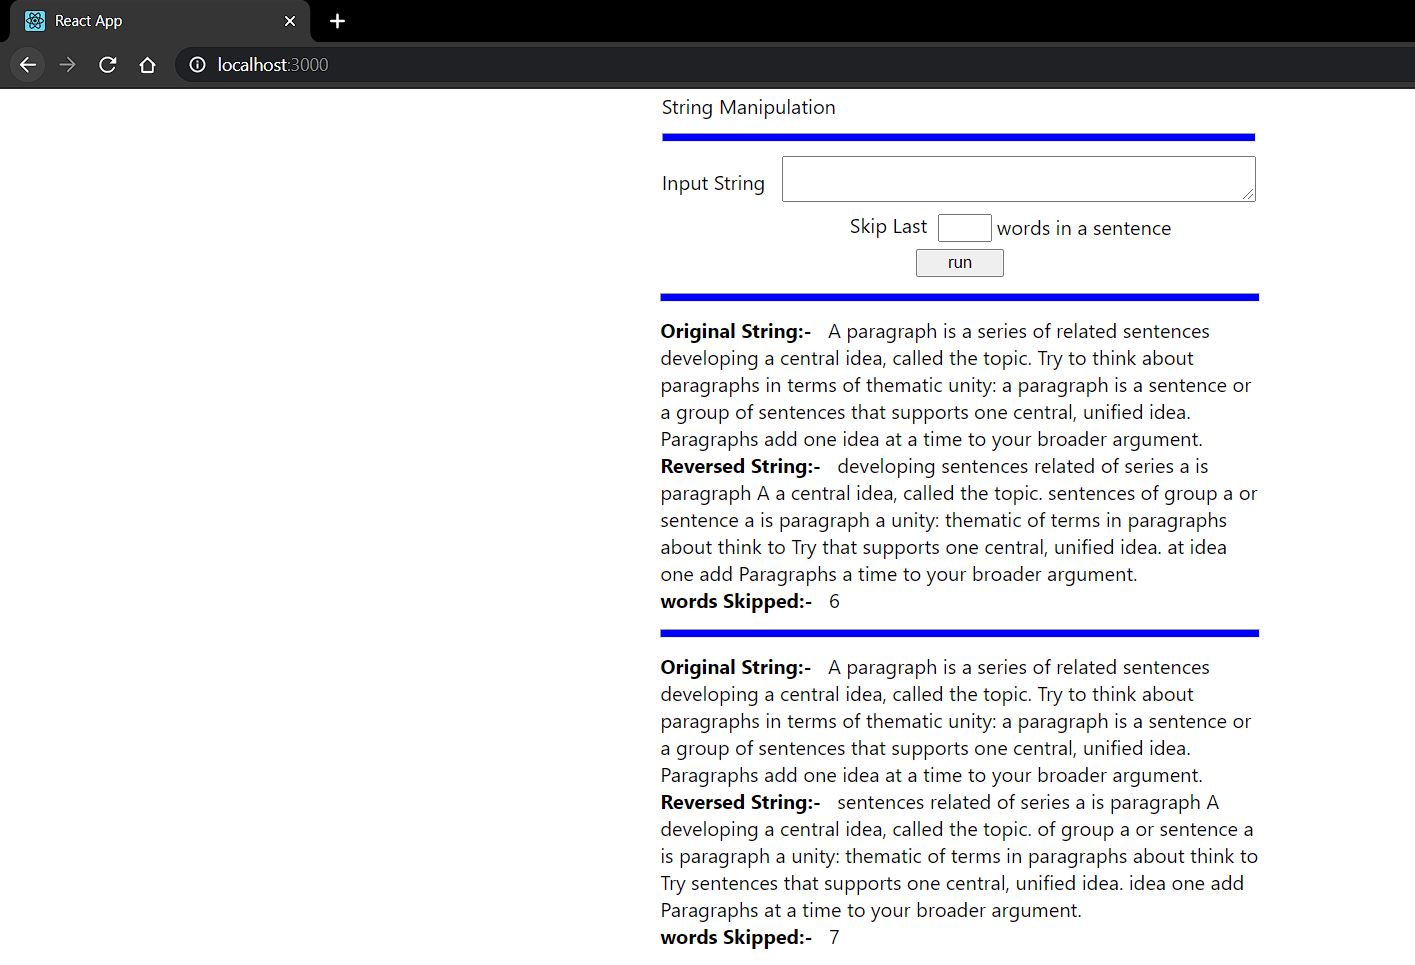 React App
localhost:3000
String Manipulation
Input String
Skip Last words in a sentence
run
Original String:- A paragraph is a series of related sentences
developing a central idea, called the topic. Try to think about
paragraphs in terms of thematic unity: a paragraph is a sentence or
a group of sentences that supports one central, unified idea.
Paragraphs add one idea at a time to your broader argument.
Reversed String:- developing sentences related of series a is
paragraph A a central idea, called the topic. sentences of group a or
sentence a is paragraph a unity: thematic of terms in paragraphs
about think to Try that supports one central, unified idea. at idea
one add Paragraphs a time to your broader argument.
words Skipped:- 6
Original String:- A paragraph is a series of related sentences
developing a central idea, called the topic. Try to think about
paragraphs in terms of thematic unity: a paragraph is a sentence or
a group of sentences that supports one central, unified idea.
Paragraphs add one idea at a time to your broader argument.
Reversed String:- sentences related of series a is paragraph A
developing a central idea, called the topic. of group a or sentence a
is paragraph a unity: thematic of terms in paragraphs about think to
Try sentences that supports one central, unified idea. idea one add
Paragraphs at a time to your broader argument.
words Skipped:- 7